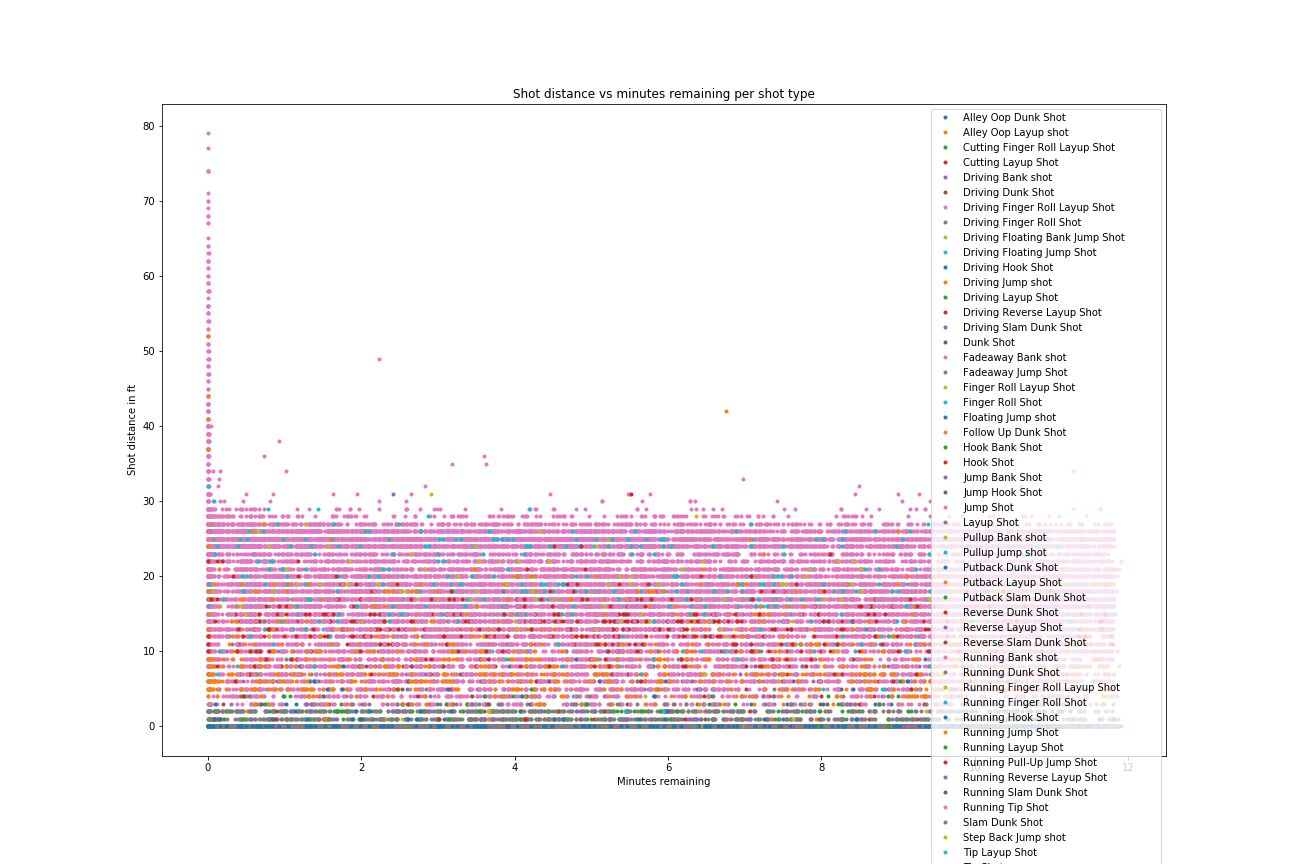 Shot distance vs minutes remaining per shot type
80
70
60
50
40
30
20
10
0
Shot distance in ft
0
2
4
6
8
12
Minutes remaining
Alley Oop Dunk Shot
Alley Oop Layup shot
Cutting Finger Roll Layup Shot
Cutting Layup Shot
Driving Bank shot
Driving Dunk Shot
Driving Finger Roll Layup Shot
Driving Finger Roll Shot
Driving Floating Bank Jump Shot
Driving Floating Jump Shot
Driving Hook Shot
Driving Jump shot
Driving Layup Shot
Driving Reverse Layup Shot
Driving Slam Dunk Shot
Dunk Shot
Fadeaway Bank shot
Fadeaway Jump Shot
Finger Roll Layup Shot
Finger Roll Shot
Floating Jump shot
Follow Up Dunk Shot
Hook Bank Shot
Hook Shot
Jump Bank Shot
Jump Hook Shot
Jump Shot
Layup Shot
Pullup Bank shot
Pullup Jump shot
Putback Dunk Shot
Putback Layup Shot
Putback Slam Dunk Shot
Reverse Dunk Shot
Reverse Layup Shot
Reverse Slam Dunk Shot
Running Bank shot
Running Dunk Shot
Running Finger Roll Layup Shot
Running Finger Roll Shot
Running Hook Shot
Running Jump Shot
Running Layup Shot
Running Pull-Up Jump Shot
Running Reverse Layup Shot
Running Slam Dunk Shot
Running Tip Shot
Slam Dunk Shot
Step Back Jump shot
Tip Layup Shot